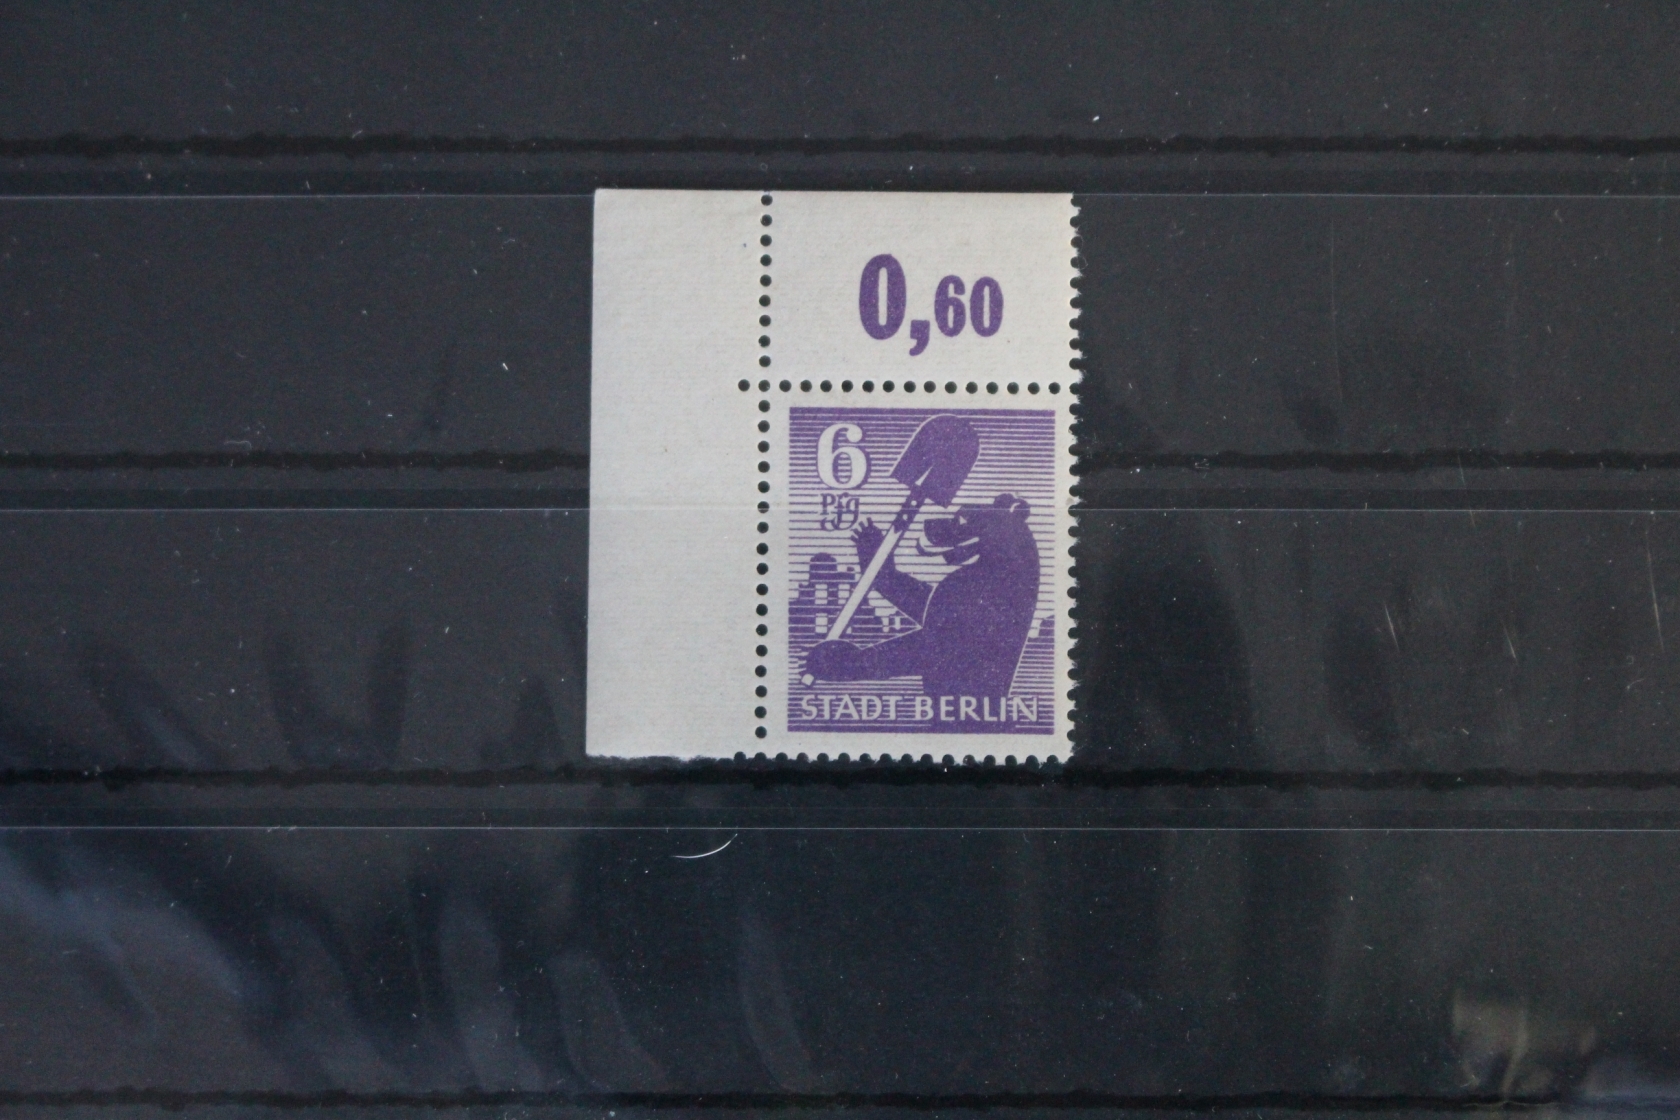 0,60
6
Pfg
STADT BERLIN